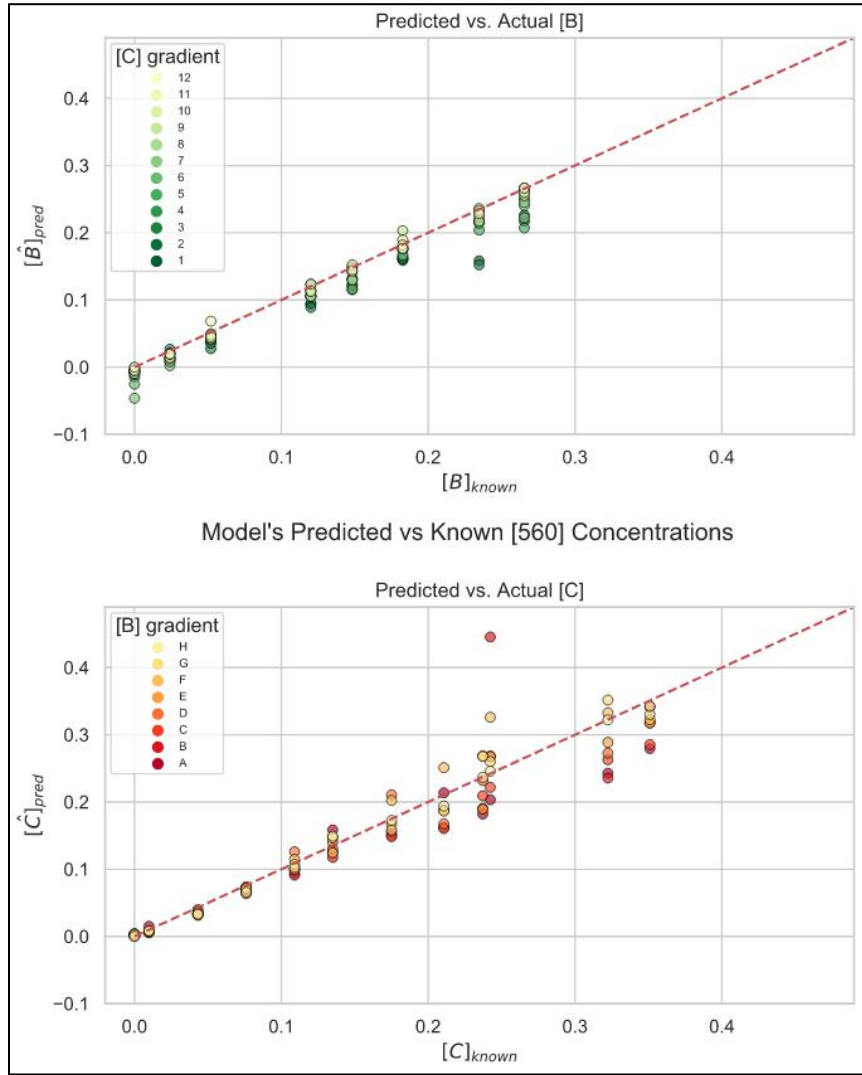 Predicted vs. Actual [B]
[C] gradient
12
11
10
9
8
7
6
5
4
3
2
1
0.4
0.3
0.2
0.1
0.0
−0.1
[B̂]pred
0.0 0.1 0.2 0.3 0.4
[B]known
Model's Predicted vs Known [560] Concentrations
Predicted vs. Actual [C]
[B] gradient
H
G
F
E
D
C
B
A
0.4
0.3
0.2
0.1
0.0
−0.1
[Ĉ]pred
0.0 0.1 0.2 0.3 0.4
[C]known